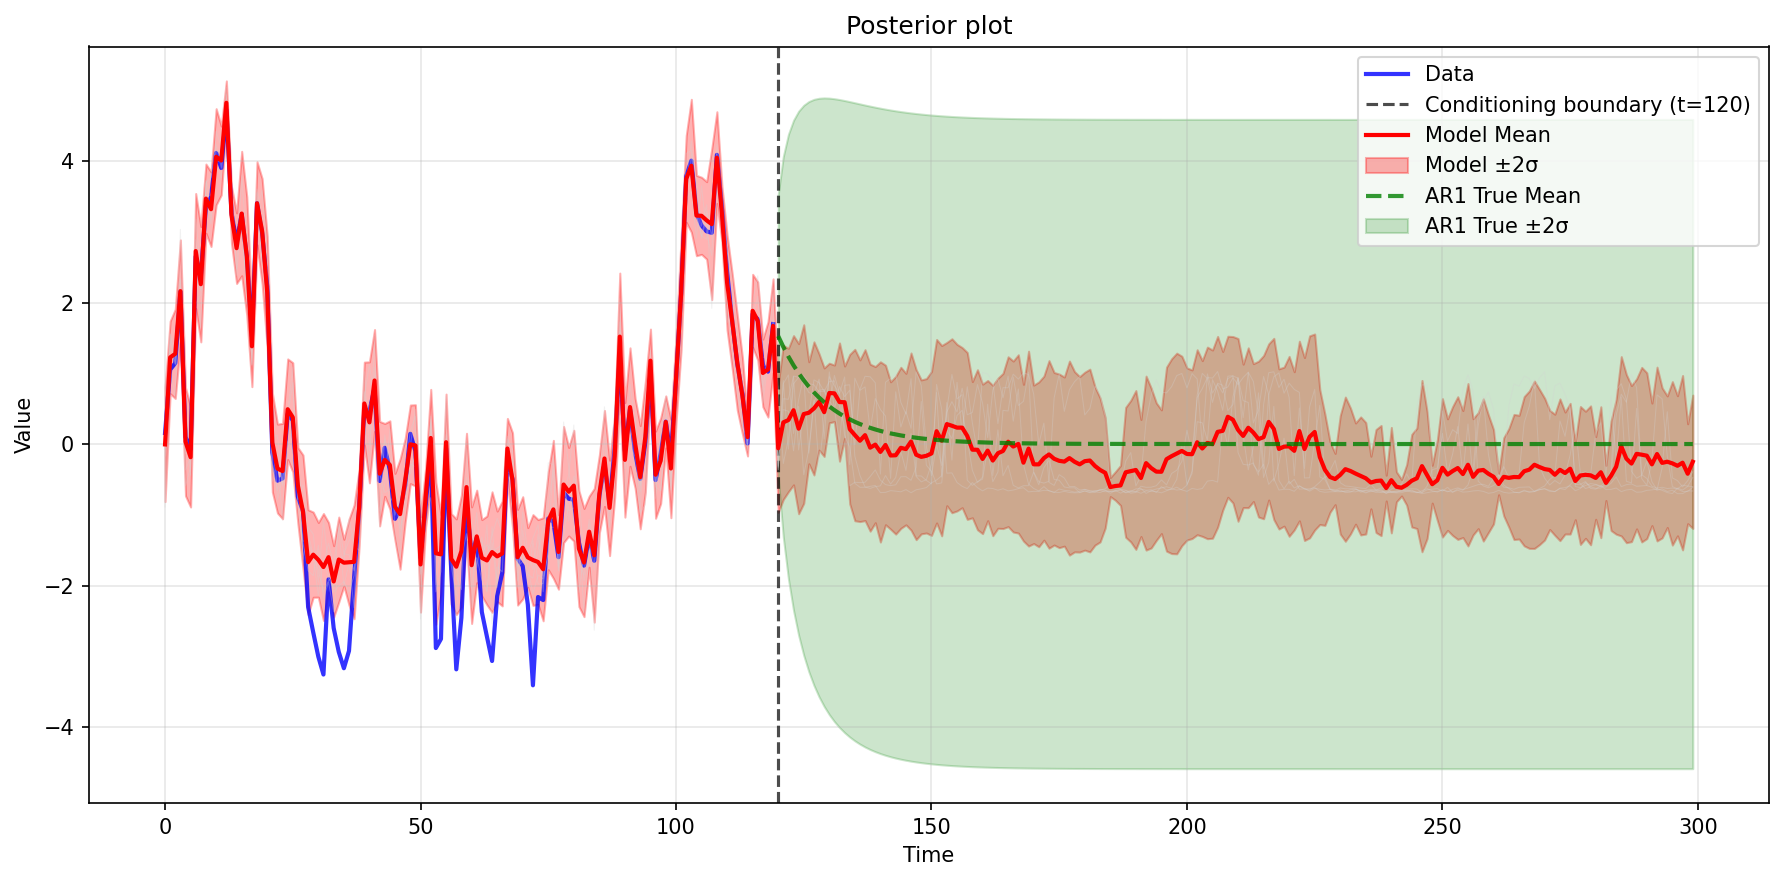 Posterior plot
Data
Conditioning boundary (t=120)
Model Mean
Model ±2σ
AR1 True Mean
AR1 True ±2σ
Value
4
2
0
−2
−4
0
50
100
150
200
250
300
Time